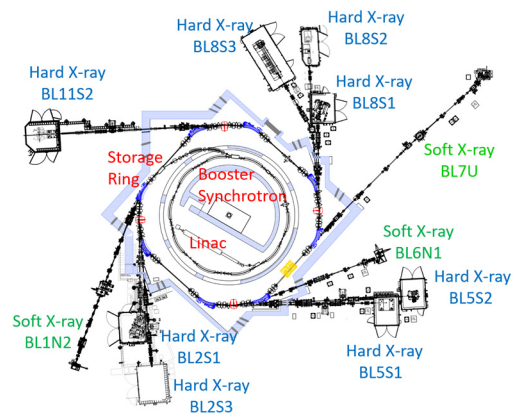 Hard X-ray
BL8S3
Hard X-ray
BL8S2
Hard X-ray
BL11S2
Hard X-ray
BL8S1
Storage
Ring
Booster
Synchrotron
Soft X-ray
BL7U
Linac
Soft X-ray
BL6N1
Hard X-ray
BL5S2
Soft X-ray
BL1N2
Hard X-ray
BL2S1
Hard X-ray
BL5S1
Hard X-ray
BL2S3